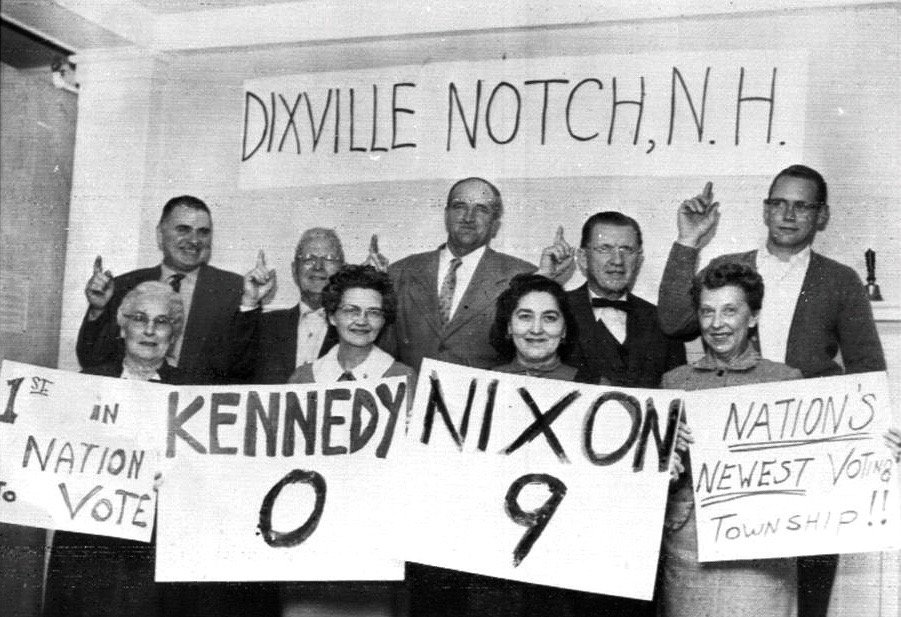 DIXVILLE NOTCH, N.H.
1ST IN
NATION
TO VOTE
KENNEDY
0
NIXON
9
NATION'S
NEWEST VOTING
TOWNSHIP!!